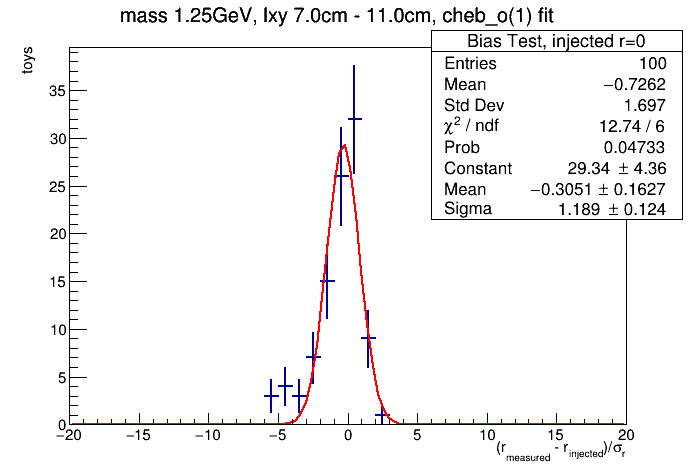 mass 1.25GeV, lxy 7.0cm - 11.0cm, cheb_o(1) fit
Bias Test, injected r=0
Entries 100
Mean −0.7262
Std Dev 1.697
χ² / ndf 12.74 / 6
Prob 0.04733
Constant 29.34 ± 4.36
Mean −0.3051 ± 0.1627
Sigma 1.189 ± 0.124
toys
35
30
25
20
15
10
5
0
−20 −15 −10 −5 0 5 10 15 20
(r_measured - r_injected)/σ_r